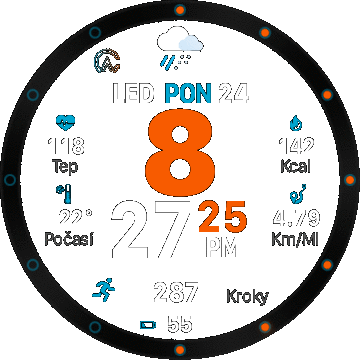 LED PON 24
8
118
Tep
142
Kcal
27 25 PM
22°
Počasí
4.79
Km/Ml
287 Kroky
55